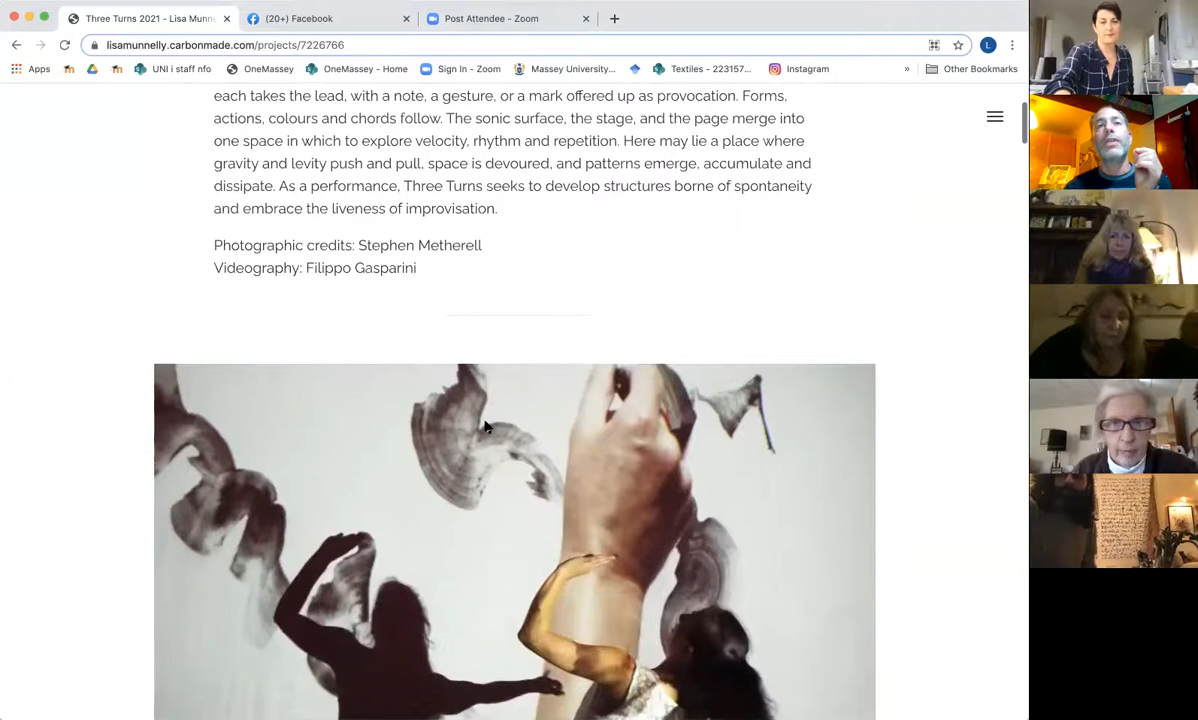 Three Turns 2021 - Lisa Munne
(20+) Facebook
Post Attendee - Zoom
lisamunnelly.carbonmade.com/projects/7226766
L
Apps
UNI i staff nfo
OneMassey
OneMassey - Home
Sign In - Zoom
Massey University...
Textiles - 223157...
Instagram
»
Other Bookmarks
each takes the lead, with a note, a gesture, or a mark offered up as provocation. Forms,
actions, colours and chords follow. The sonic surface, the stage, and the page merge into
one space in which to explore velocity, rhythm and repetition. Here may lie a place where
gravity and levity push and pull, space is devoured, and patterns emerge, accumulate and
dissipate. As a performance, Three Turns seeks to develop structures borne of spontaneity
and embrace the liveness of improvisation.
Photographic credits: Stephen Metherell
Videography: Filippo Gasparini